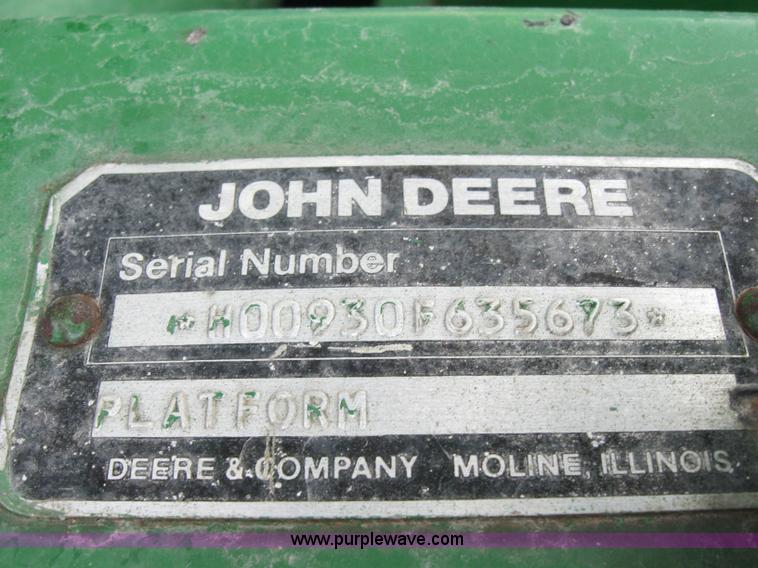 JOHN DEERE
Serial Number
*H00930F635673*
PLATFORM
DEERE & COMPANY MOLINE, ILLINOIS
www.purplewave.com